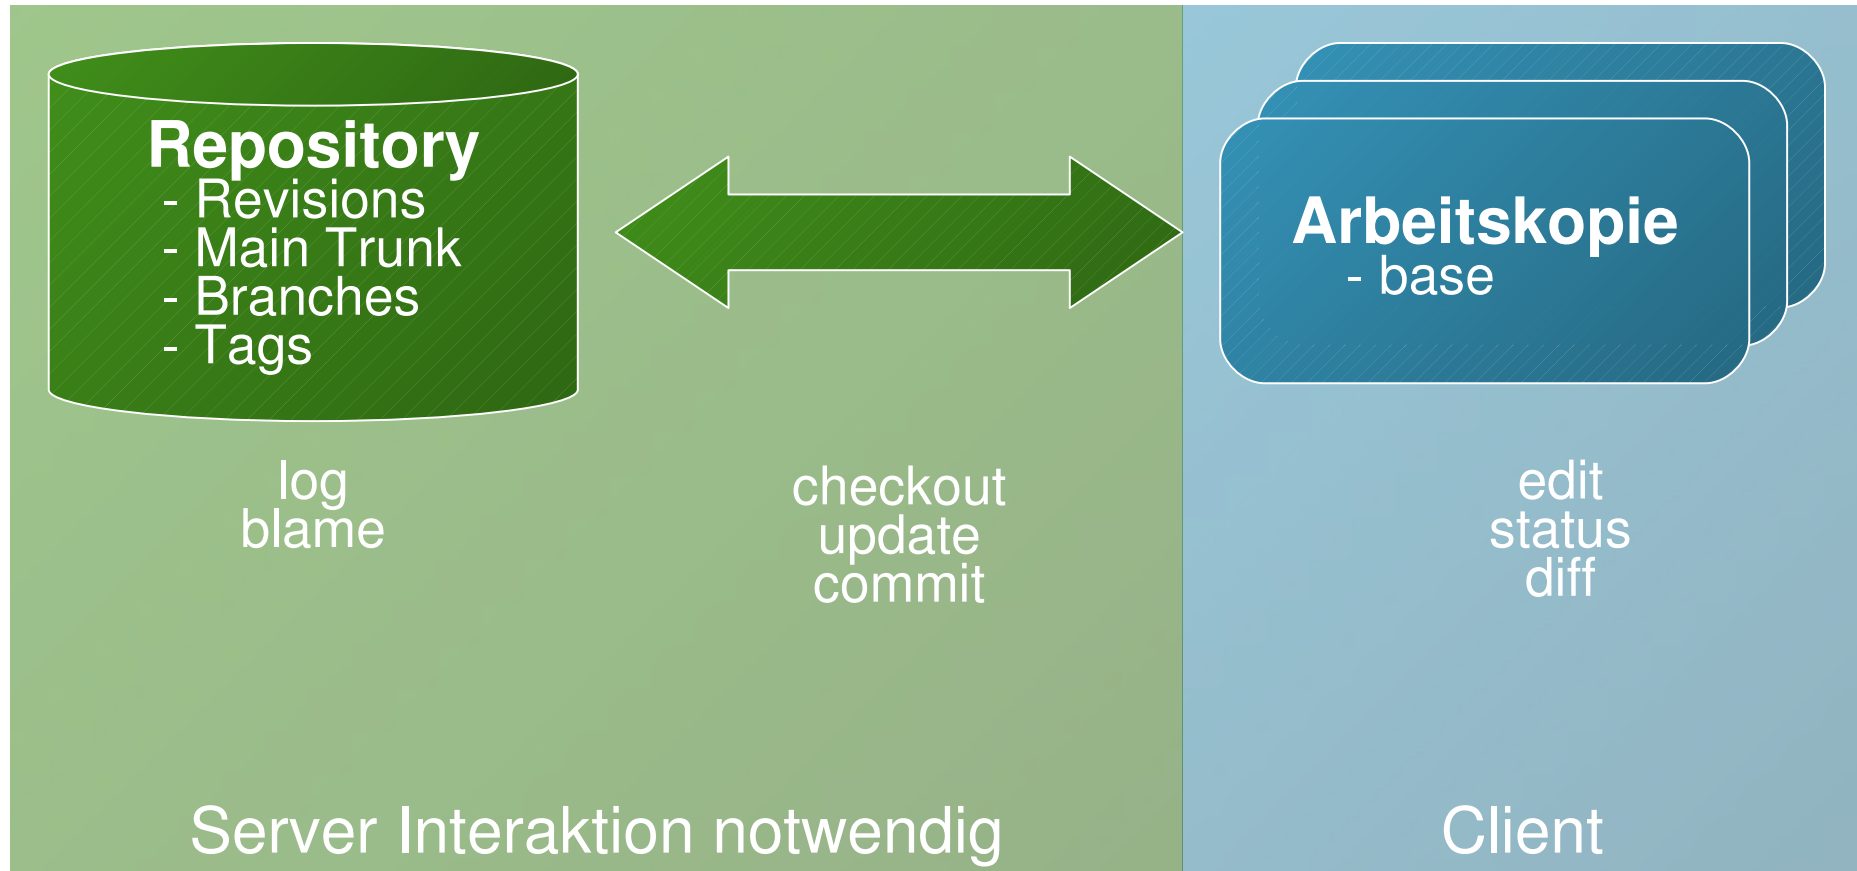 Repository
- Revisions
- Main Trunk
- Branches
- Tags
Arbeitskopie
- base
log
blame
checkout
update
commit
edit
status
diff
Server Interaktion notwendig
Client